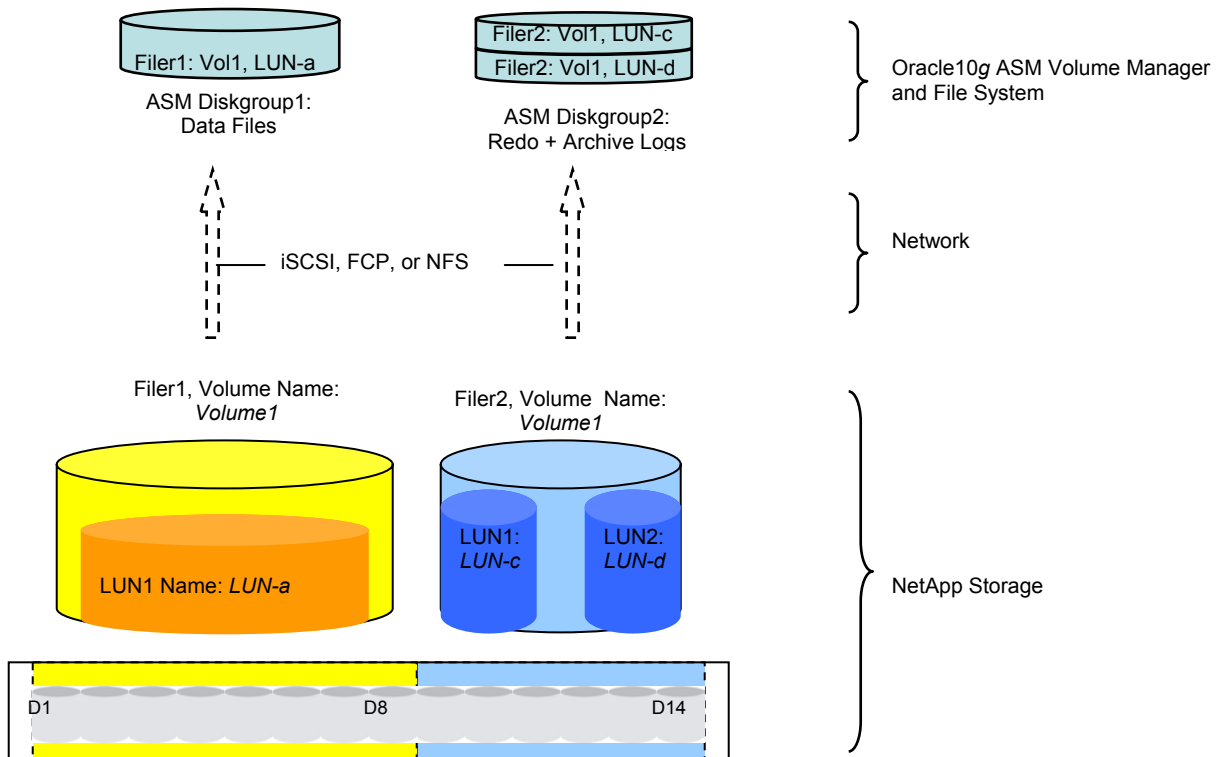 Filer1: Vol1, LUN-a
Filer2: Vol1, LUN-c
Filer2: Vol1, LUN-d
Oracle10g ASM Volume Manager
and File System
ASM Diskgroup1:
Data Files
ASM Diskgroup2:
Redo + Archive Logs
iSCSI, FCP, or NFS
Network
Filer1, Volume Name:
Volume1
Filer2, Volume Name:
Volume1
LUN1 Name: LUN-a
LUN1:
LUN-c
LUN2:
LUN-d
NetApp Storage
D1
D8
D14